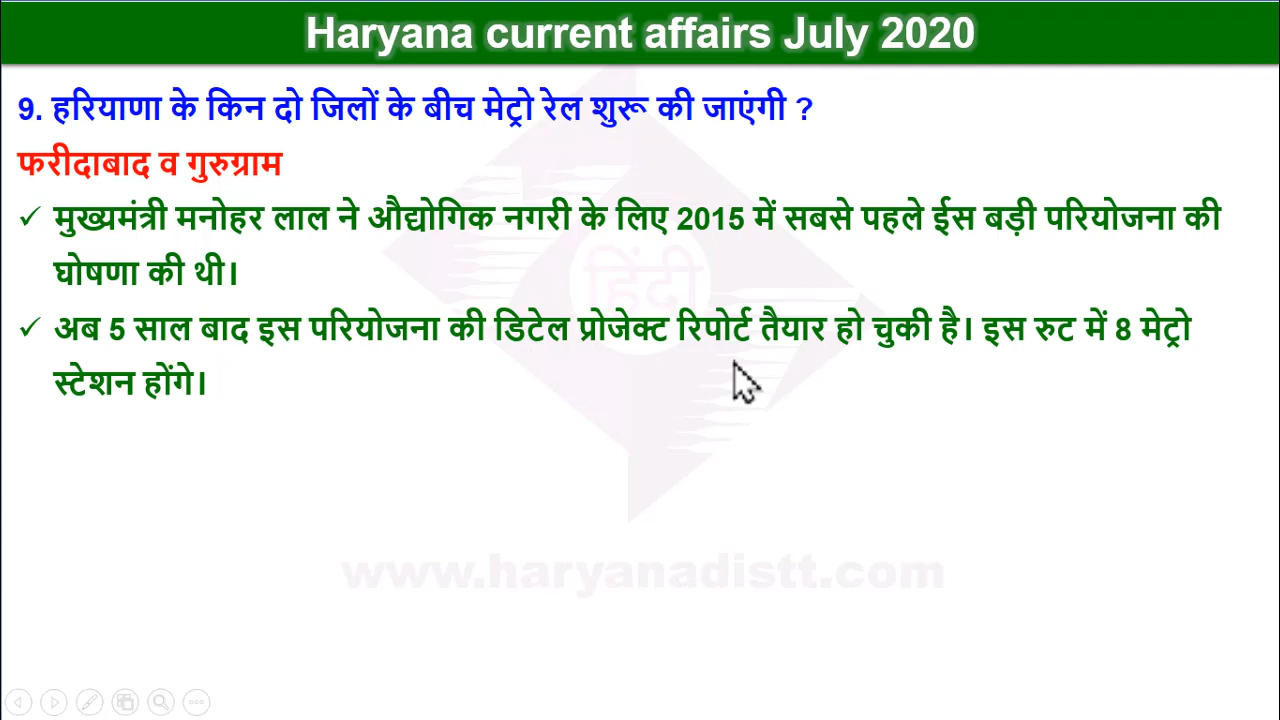 Haryana current affairs July 2020
9. हरियाणा के किन दो जिलों के बीच मेट्रो रेल शुरू की जाएंगी ?
फरीदाबाद व गुरुग्राम
✓ मुख्यमंत्री मनोहर लाल ने औद्योगिक नगरी के लिए 2015 में सबसे पहले ईस बड़ी परियोजना की
घोषणा की थी।
✓ अब 5 साल बाद इस परियोजना की डिटेल प्रोजेक्ट रिपोर्ट तैयार हो चुकी है। इस रुट में 8 मेट्रो
स्टेशन होंगे।
हिंदी
www.haryanadistt.com